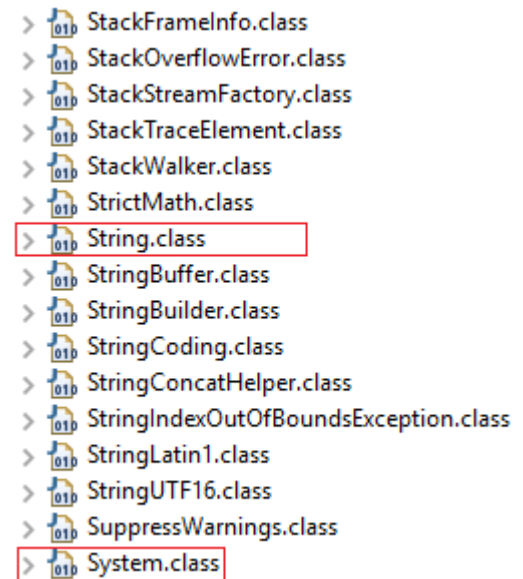 StackFrameInfo.class
StackOverflowError.class
StackStreamFactory.class
StackTraceElement.class
StackWalker.class
StrictMath.class
String.class
StringBuffer.class
StringBuilder.class
StringCoding.class
StringConcatHelper.class
StringIndexOutOfBoundsException.class
StringLatin1.class
StringUTF16.class
SuppressWarnings.class
System.class